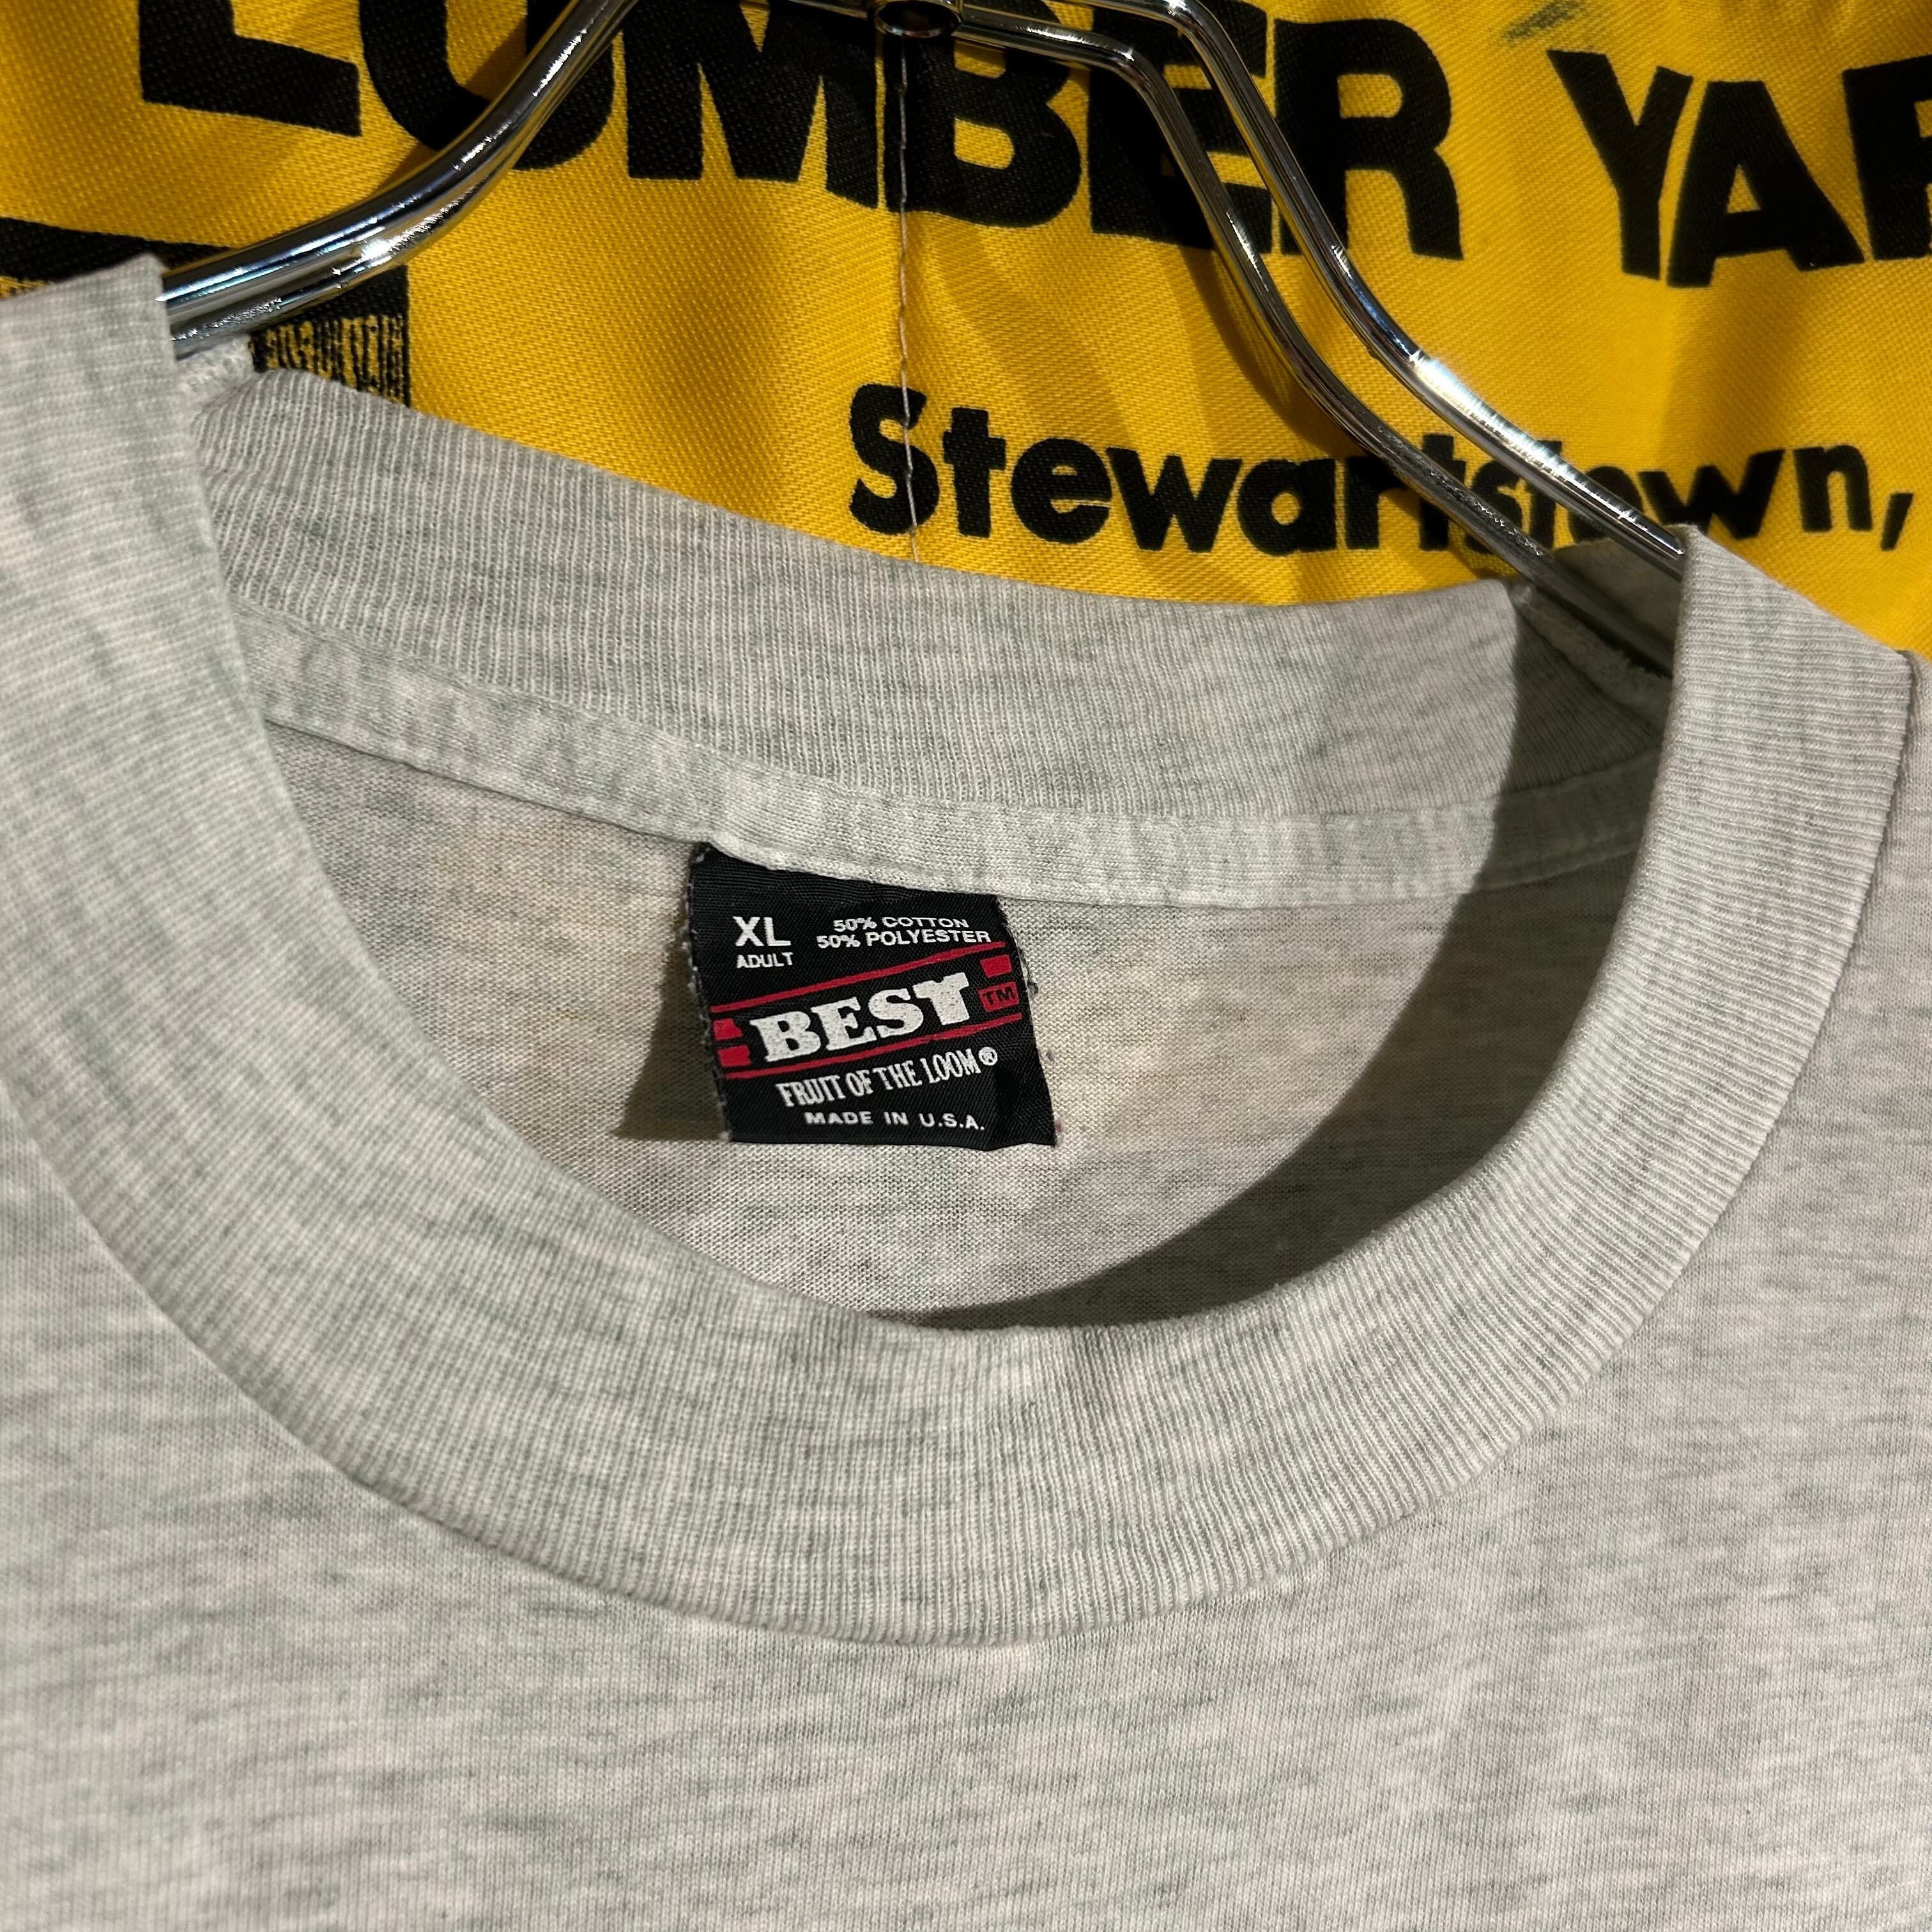 LUMBER YAR
Stewartstown,
XL
ADULT
50% COTTON
50% POLYESTER
BEST TM
FRUIT OF THE LOOM®
MADE IN U.S.A.